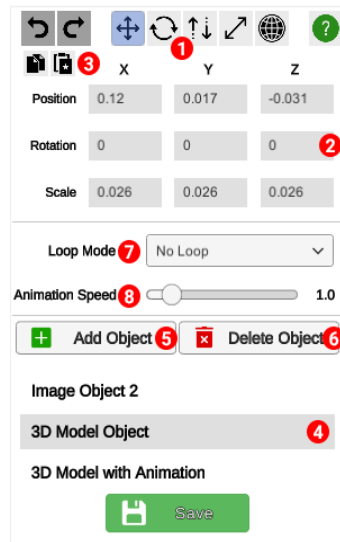 ?
1
3
X Y Z
Position 0.12 0.017 -0.031
Rotation 0 0 0 2
Scale 0.026 0.026 0.026
Loop Mode 7 No Loop
Animation Speed 8 1.0
Add Object 5 Delete Object 6
Image Object 2
3D Model Object 4
3D Model with Animation
Save